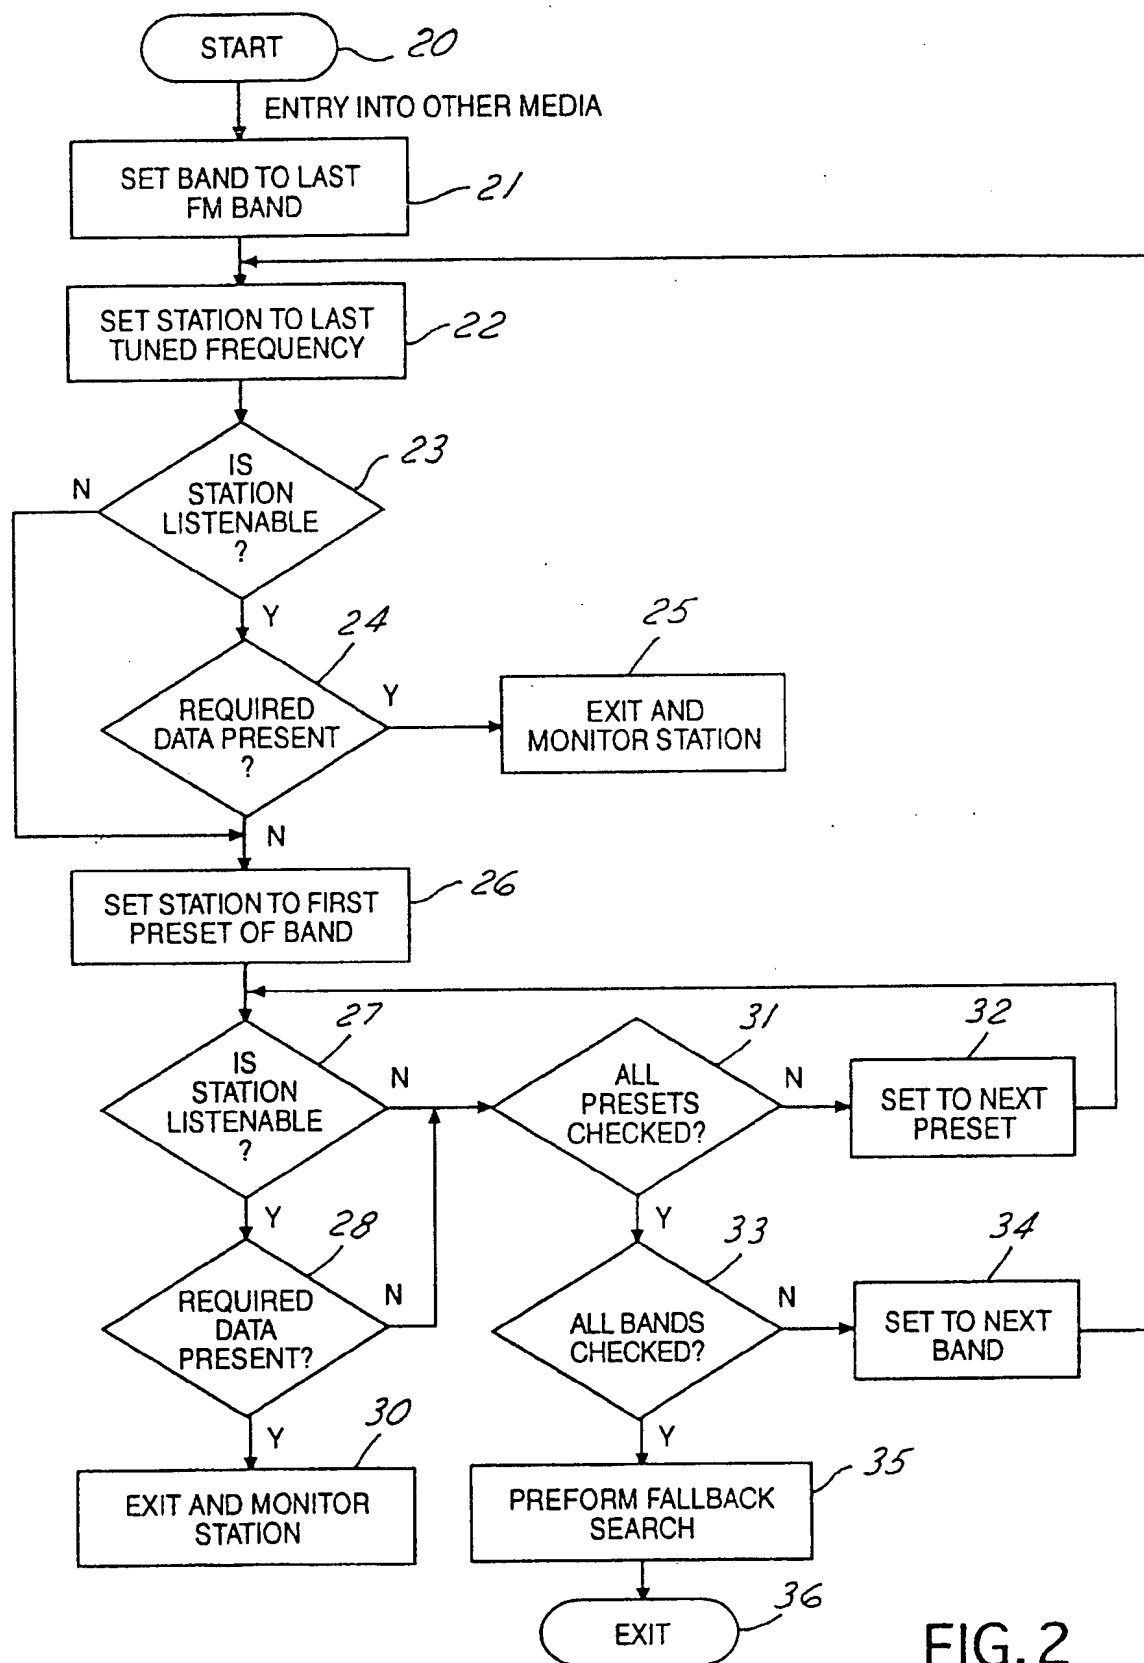 START
20
ENTRY INTO OTHER MEDIA
SET BAND TO LAST
FM BAND
21
SET STATION TO LAST
TUNED FREQUENCY
22
23
IS
STATION
LISTENABLE
?
N
Y
24
25
REQUIRED
DATA PRESENT
?
Y
EXIT AND
MONITOR STATION
N
SET STATION TO FIRST
PRESET OF BAND
26
27
IS
STATION
LISTENABLE
?
N
31
ALL
PRESETS
CHECKED?
N
32
SET TO NEXT
PRESET
Y
28
REQUIRED
DATA
PRESENT?
N
Y
33
ALL BANDS
CHECKED?
N
34
SET TO NEXT
BAND
Y
30
EXIT AND MONITOR
STATION
Y
35
PREFORM FALLBACK
SEARCH
EXIT
36
FIG. 2